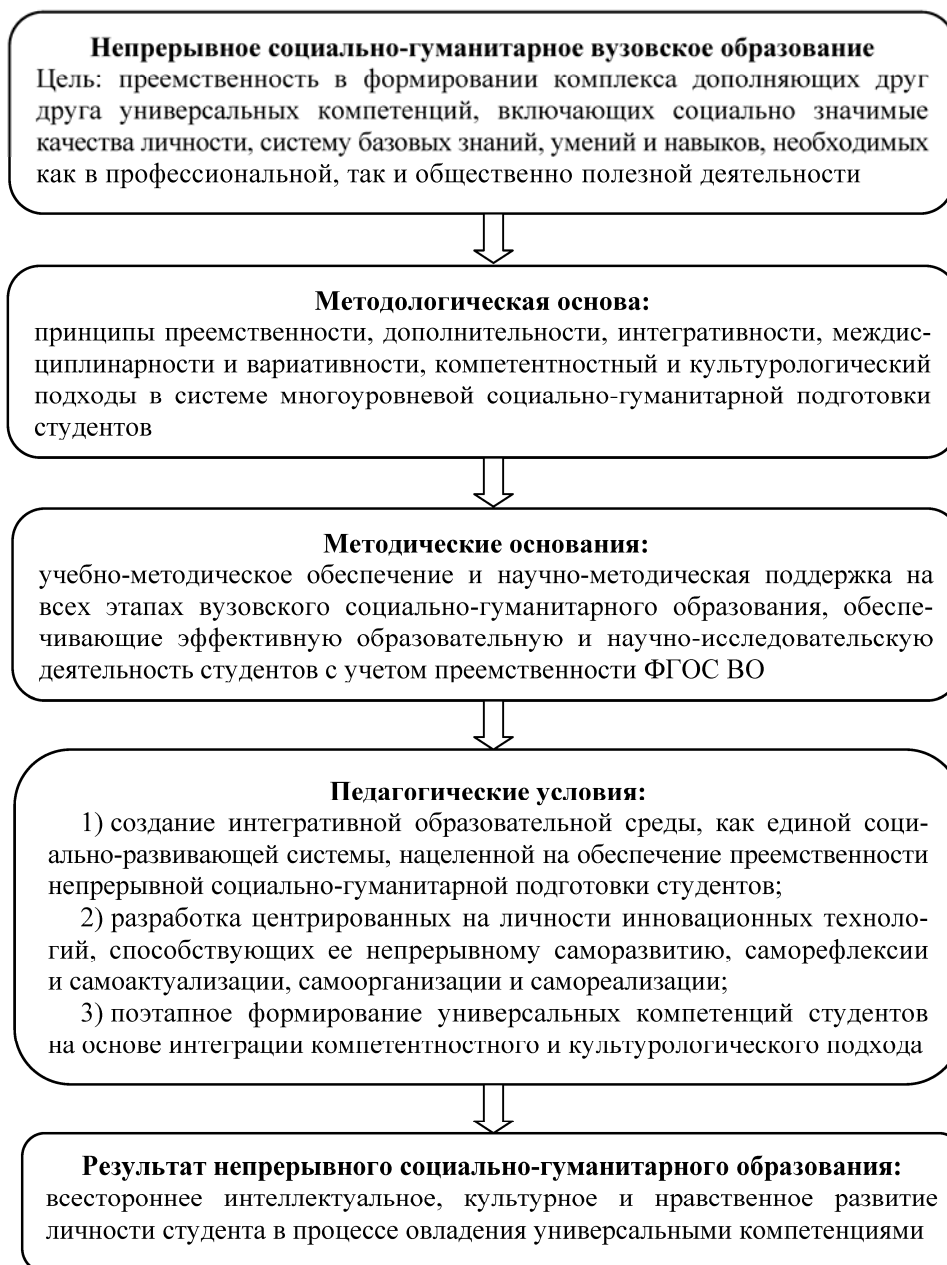 Непрерывное социально-гуманитарное вузовское образование
Цель: преемственность в формировании комплекса дополняющих друг
друга универсальных компетенций, включающих социально значимые
качества личности, систему базовых знаний, умений и навыков, необходимых
как в профессиональной, так и общественно полезной деятельности
Методологическая основа:
принципы преемственности, дополнительности, интегративности, междис-
циплинарности и вариативности, компетентностный и культурологический
подходы в системе многоуровневой социально-гуманитарной подготовки
студентов
Методические основания:
учебно-методическое обеспечение и научно-методическая поддержка на
всех этапах вузовского социально-гуманитарного образования, обеспе-
чивающие эффективную образовательную и научно-исследовательскую
деятельность студентов с учетом преемственности ФГОС ВО
Педагогические условия:
1) создание интегративной образовательной среды, как единой соци-
ально-развивающей системы, нацеленной на обеспечение преемственности
непрерывной социально-гуманитарной подготовки студентов;
2) разработка центрированных на личности инновационных техноло-
гий, способствующих ее непрерывному саморазвитию, саморефлексии
и самоактуализации, самоорганизации и самореализации;
3) поэтапное формирование универсальных компетенций студентов
на основе интеграции компетентностного и культурологического подхода
Результат непрерывного социально-гуманитарного образования:
всестороннее интеллектуальное, культурное и нравственное развитие
личности студента в процессе овладения универсальными компетенциями